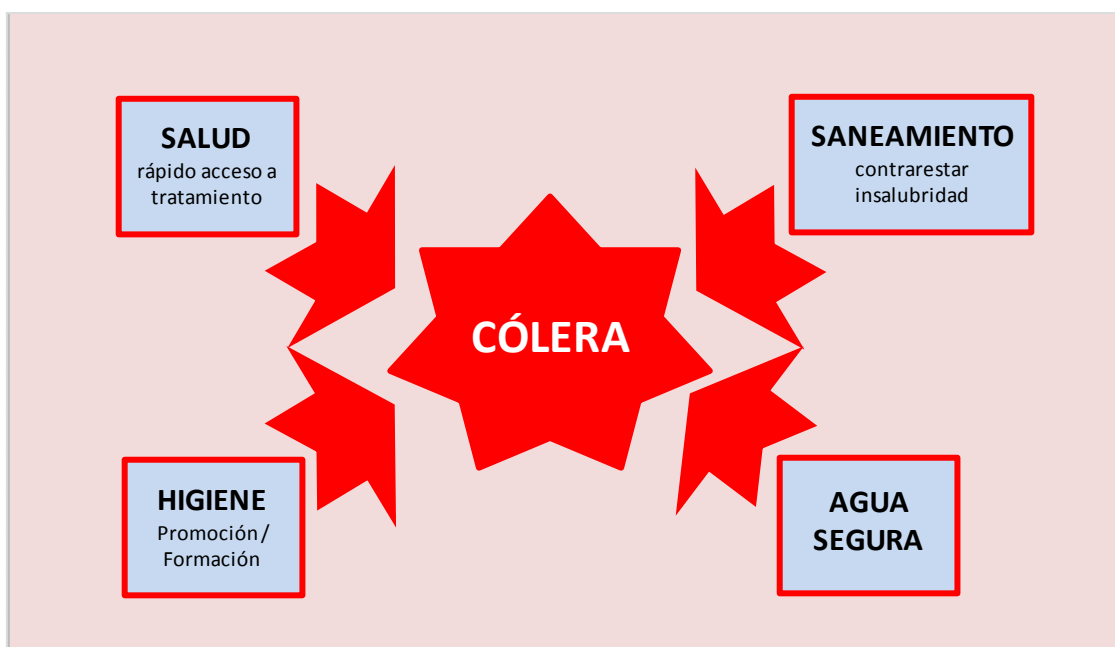 SALUD
rápido acceso a
tratamiento
SANEAMIENTO
contrarestar
insalubridad
CÓLERA
HIGIENE
Promoción /
Formación
AGUA
SEGURA